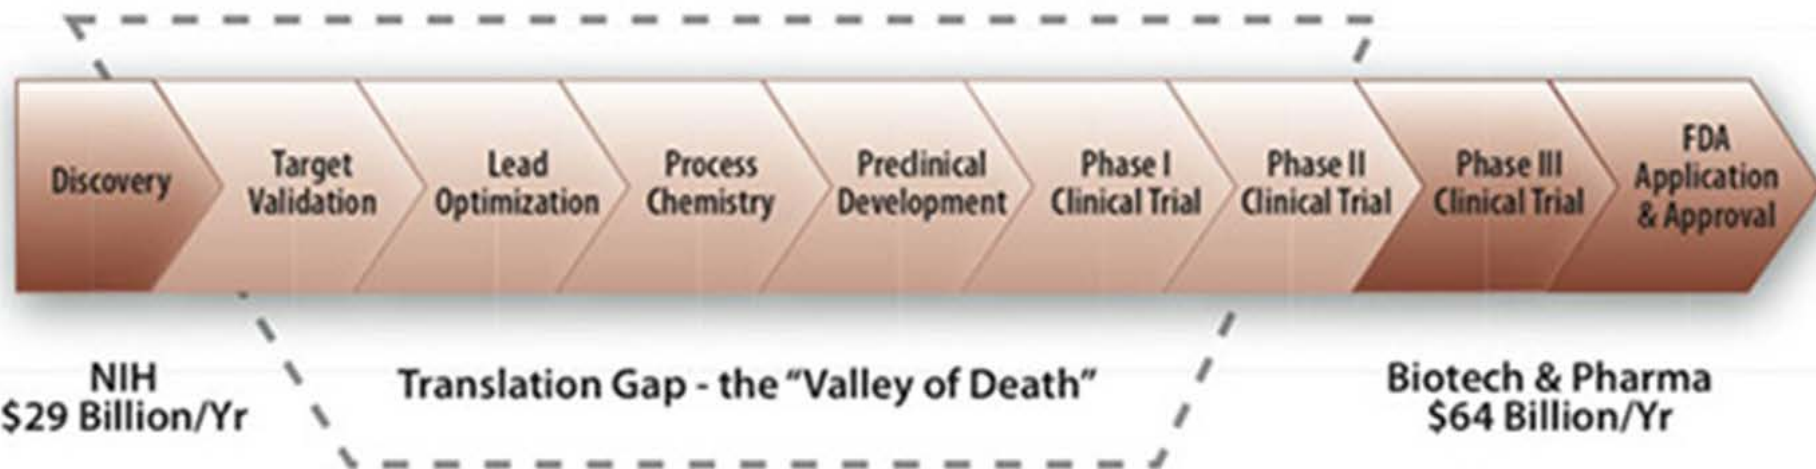 Discovery
Target
Validation
Lead
Optimization
Process
Chemistry
Preclinical
Development
Phase I
Clinical Trial
Phase II
Clinical Trial
Phase III
Clinical Trial
FDA
Application
& Approval
NIH
$29 Billion/Yr
Translation Gap - the “Valley of Death”
Biotech & Pharma
$64 Billion/Yr